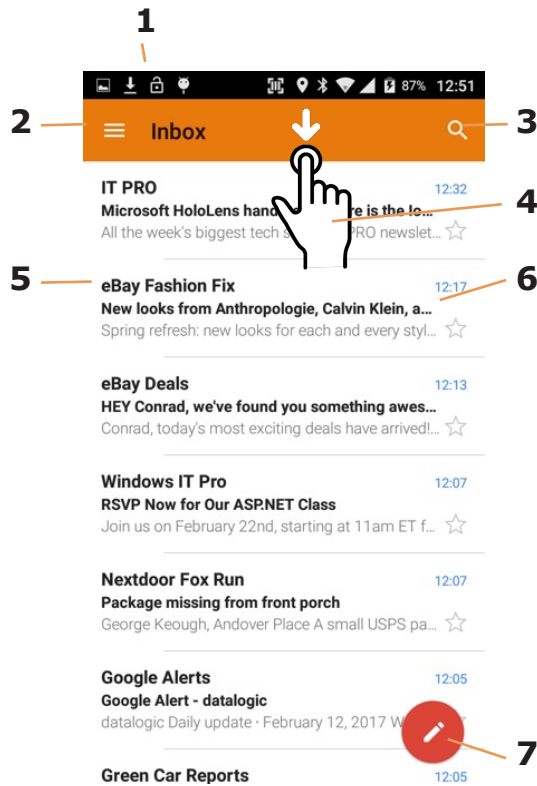 1
87% 12:51
2 Inbox 3
IT PRO 12:32
Microsoft HoloLens hand re is the lo...
4
All the week's biggest tech s PRO newslet...
5 eBay Fashion Fix 12:17 6
New looks from Anthropologie, Calvin Klein, a...
Spring refresh: new looks for each and every styl...
eBay Deals 12:13
HEY Conrad, we've found you something awes...
Conrad, today's most exciting deals have arrived!...
Windows IT Pro 12:07
RSVP Now for Our ASP.NET Class
Join us on February 22nd, starting at 11am ET f...
Nextdoor Fox Run 12:07
Package missing from front porch
George Keough, Andover Place A small USPS pa...
Google Alerts 12:05
Google Alert - datalogic
datalogic Daily update · February 12, 2017 W
7
Green Car Reports 12:05